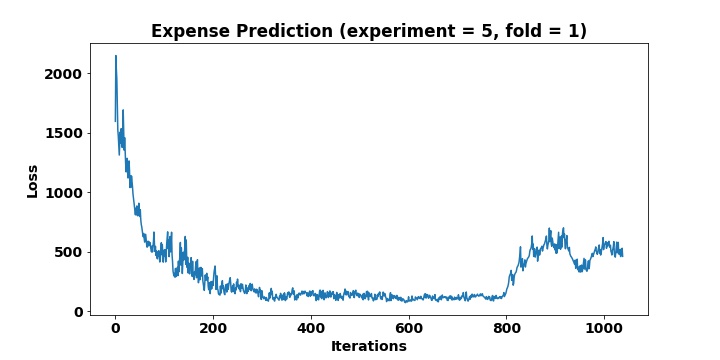 Expense Prediction (experiment = 5, fold = 1)
2000
1500
1000
500
0
Loss
0 200 400 600 800 1000
Iterations